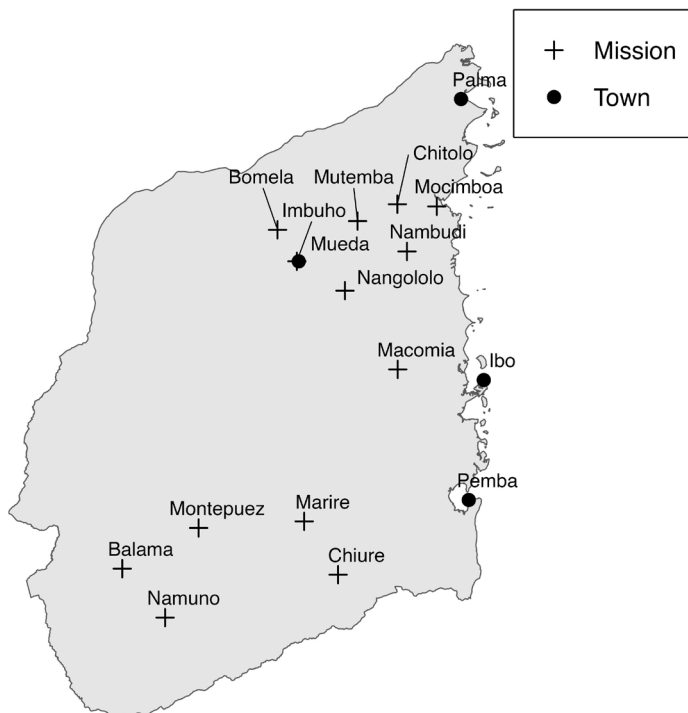 Mission
Palma
Town
Chitolo
Bomela
Mutemba
Mocimboa
Imbuho
Nambudi
Mueda
Nangololo
Macomia
Ibo
Pemba
Montepuez
Marire
Balama
Chiure
Namuno